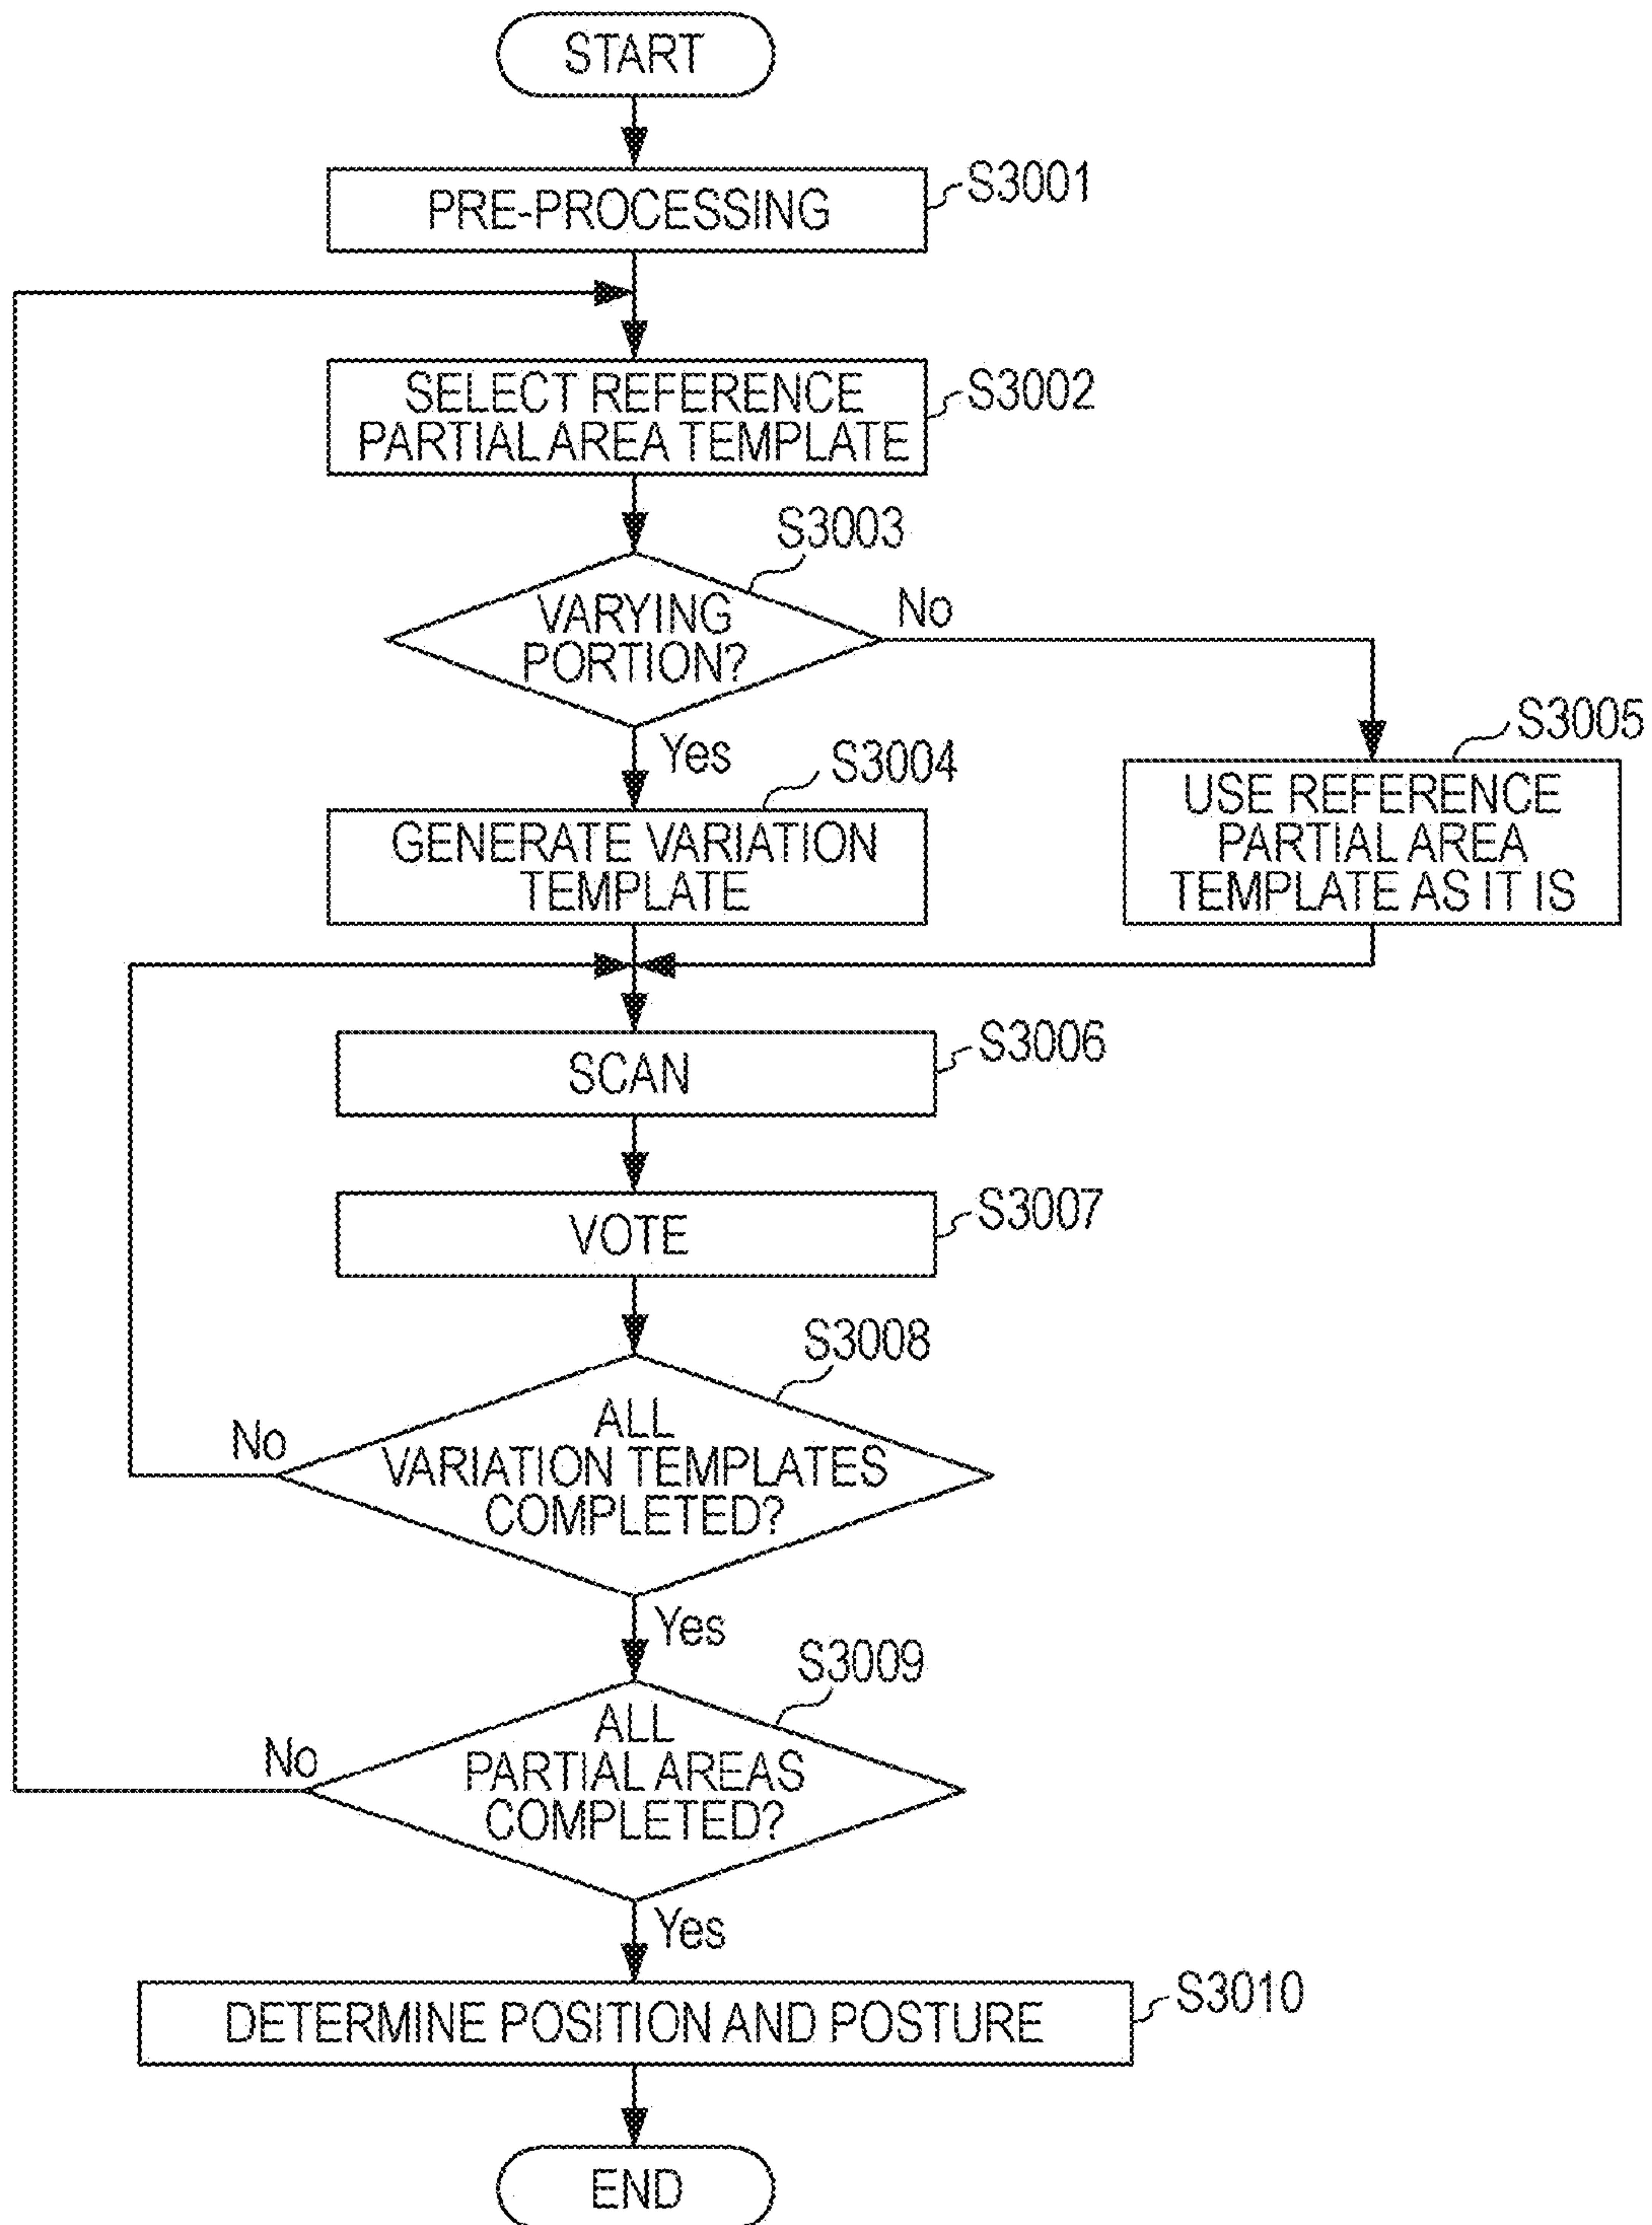 START
PRE-PROCESSING
S3001
SELECT REFERENCE
PARTIAL AREA TEMPLATE
S3002
S3003
VARYING
PORTION?
No
Yes
S3004
GENERATE VARIATION
TEMPLATE
S3005
USE REFERENCE
PARTIAL AREA
TEMPLATE AS IT IS
SCAN
S3006
VOTE
S3007
S3008
ALL
VARIATION TEMPLATES
COMPLETED?
No
Yes
S3009
ALL
PARTIAL AREAS
COMPLETED?
No
Yes
DETERMINE POSITION AND POSTURE
S3010
END